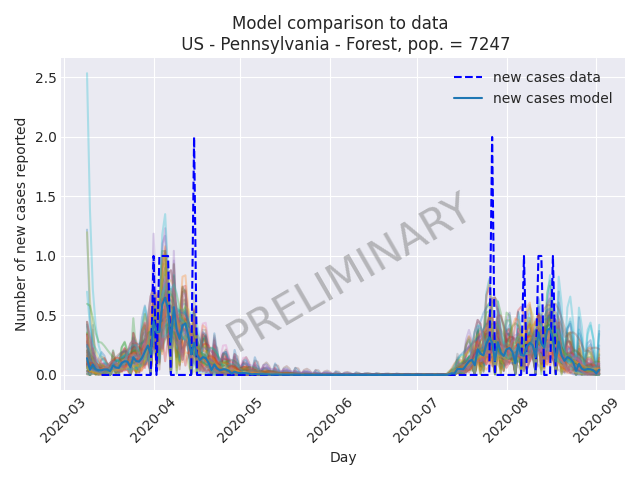 Model comparison to data
US - Pennsylvania - Forest, pop. = 7247
new cases data
new cases model
Number of new cases reported
2.5
2.0
1.5
1.0
0.5
0.0
PRELIMINARY
2020-03
2020-04
2020-05
2020-06
2020-07
2020-08
2020-09
Day